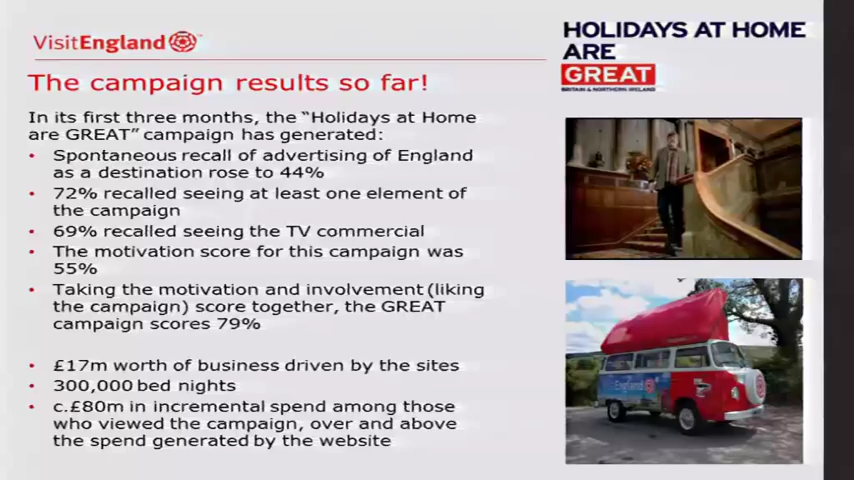 VisitEngland
HOLIDAYS AT HOME
ARE
GREAT
BRITAIN & NORTHERN IRELAND
The campaign results so far!
In its first three months, the “Holidays at Home
are GREAT” campaign has generated:
• Spontaneous recall of advertising of England
as a destination rose to 44%
• 72% recalled seeing at least one element of
the campaign
• 69% recalled seeing the TV commercial
• The motivation score for this campaign was
55%
• Taking the motivation and involvement (liking
the campaign) score together, the GREAT
campaign scores 79%
• £17m worth of business driven by the sites
• 300,000 bed nights
• c.£80m in incremental spend among those
who viewed the campaign, over and above
the spend generated by the website
VisitEngland